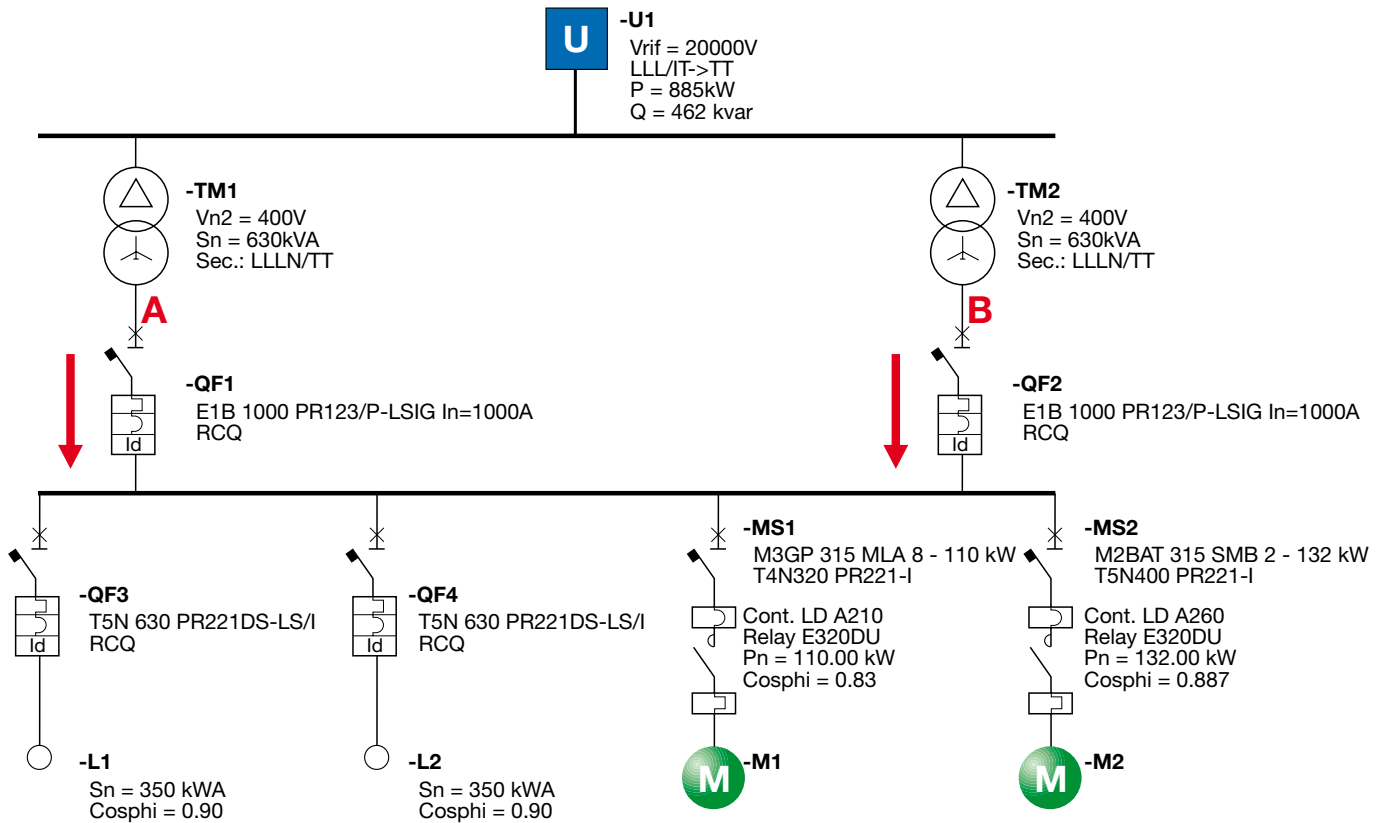 U
-U1
Vrif = 20000V
LLL/IT->TT
P = 885kW
Q = 462 kvar
-TM1
Vn2 = 400V
Sn = 630kVA
Sec.: LLLN/TT
-TM2
Vn2 = 400V
Sn = 630kVA
Sec.: LLLN/TT
A
B
-QF1
E1B 1000 PR123/P-LSIG In=1000A
RCQ
Id
-QF2
E1B 1000 PR123/P-LSIG In=1000A
RCQ
Id
-QF3
T5N 630 PR221DS-LS/I
RCQ
Id
-QF4
T5N 630 PR221DS-LS/I
RCQ
Id
-MS1
M3GP 315 MLA 8 - 110 kW
T4N320 PR221-I
Cont. LD A210
Relay E320DU
Pn = 110.00 kW
Cosphi = 0.83
-MS2
M2BAT 315 SMB 2 - 132 kW
T5N400 PR221-I
Cont. LD A260
Relay E320DU
Pn = 132.00 kW
Cosphi = 0.887
-L1
Sn = 350 kWA
Cosphi = 0.90
-L2
Sn = 350 kWA
Cosphi = 0.90
M
-M1
M
-M2